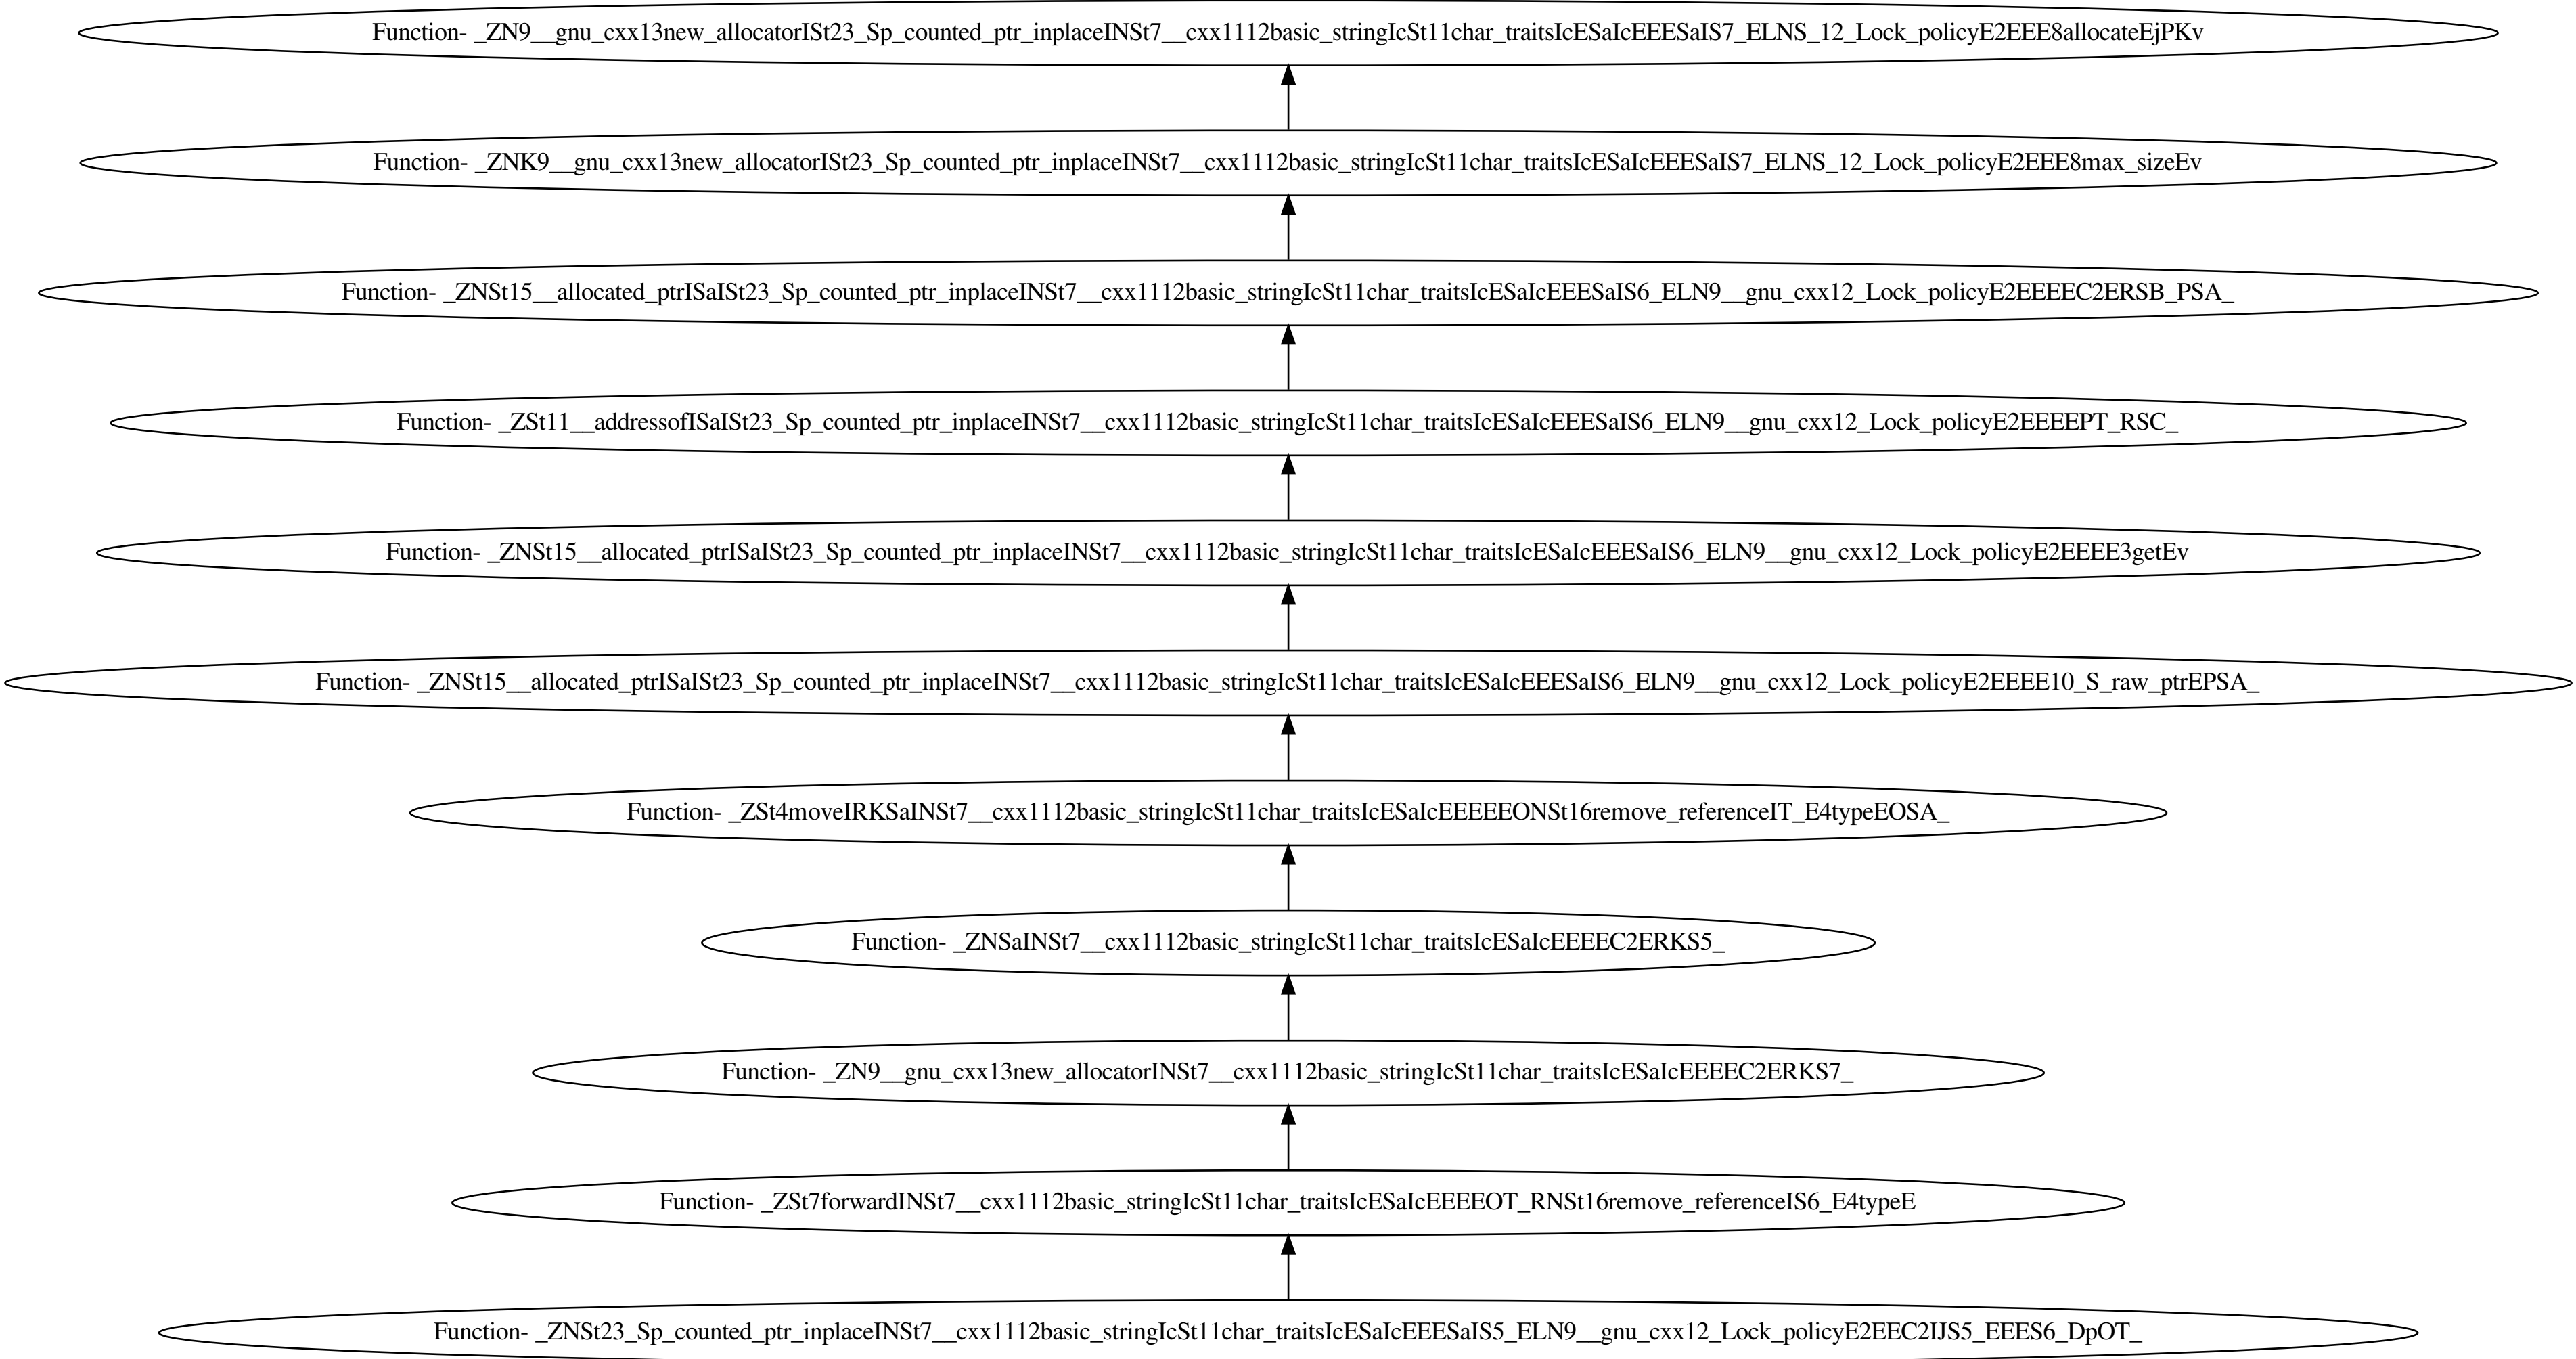 Function- _ZN9__gnu_cxx13new_allocatorISt23_Sp_counted_ptr_inplaceINSt7__cxx1112basic_stringIcSt11char_traitsIcESaIcEEESaIS7_ELNS_12_Lock_policyE2EEE8allocateEjPKv
Function- _ZNK9__gnu_cxx13new_allocatorISt23_Sp_counted_ptr_inplaceINSt7__cxx1112basic_stringIcSt11char_traitsIcESaIcEEESaIS7_ELNS_12_Lock_policyE2EEE8max_sizeEv
Function- _ZNSt15__allocated_ptrISaISt23_Sp_counted_ptr_inplaceINSt7__cxx1112basic_stringIcSt11char_traitsIcESaIcEEESaIS6_ELN9__gnu_cxx12_Lock_policyE2EEEEC2ERSB_PSA_
Function- _ZSt11__addressofISaISt23_Sp_counted_ptr_inplaceINSt7__cxx1112basic_stringIcSt11char_traitsIcESaIcEEESaIS6_ELN9__gnu_cxx12_Lock_policyE2EEEEPT_RSC_
Function- _ZNSt15__allocated_ptrISaISt23_Sp_counted_ptr_inplaceINSt7__cxx1112basic_stringIcSt11char_traitsIcESaIcEEESaIS6_ELN9__gnu_cxx12_Lock_policyE2EEEE3getEv
Function- _ZNSt15__allocated_ptrISaISt23_Sp_counted_ptr_inplaceINSt7__cxx1112basic_stringIcSt11char_traitsIcESaIcEEESaIS6_ELN9__gnu_cxx12_Lock_policyE2EEEE10_S_raw_ptrEPSA_
Function- _ZSt4moveIRKSaINSt7__cxx1112basic_stringIcSt11char_traitsIcESaIcEEEEEONSt16remove_referenceIT_E4typeEOSA_
Function- _ZNSaINSt7__cxx1112basic_stringIcSt11char_traitsIcESaIcEEEEC2ERKS5_
Function- _ZN9__gnu_cxx13new_allocatorINSt7__cxx1112basic_stringIcSt11char_traitsIcESaIcEEEEC2ERKS7_
Function- _ZSt7forwardINSt7__cxx1112basic_stringIcSt11char_traitsIcESaIcEEEEOT_RNSt16remove_referenceIS6_E4typeE
Function- _ZNSt23_Sp_counted_ptr_inplaceINSt7__cxx1112basic_stringIcSt11char_traitsIcESaIcEEESaIS5_ELN9__gnu_cxx12_Lock_policyE2EEC2IJS5_EEES6_DpOT_